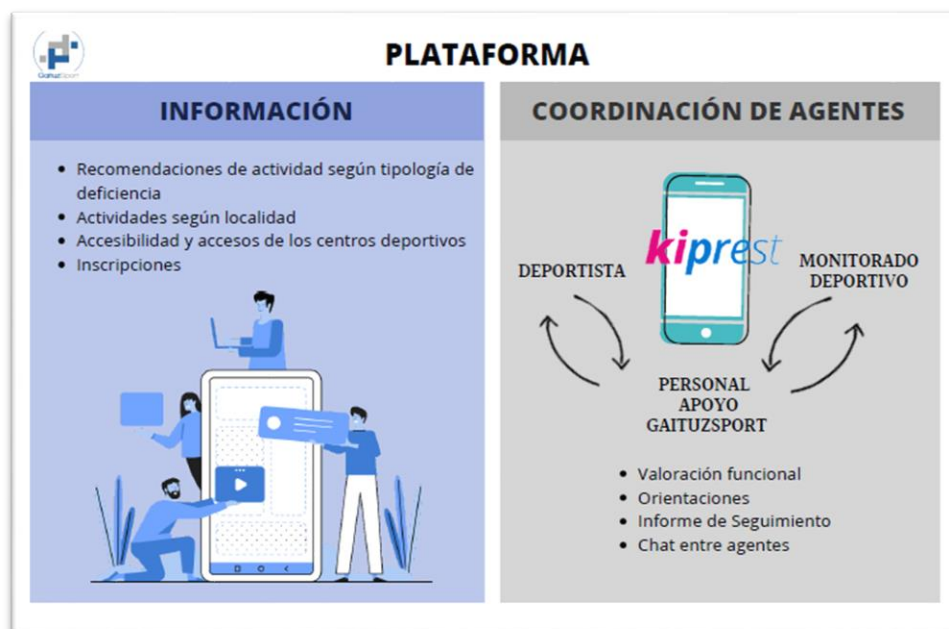 GaituzSport
PLATAFORMA
INFORMACIÓN
• Recomendaciones de actividad según tipología de
deficiencia
• Actividades según localidad
• Accesibilidad y accesos de los centros deportivos
• Inscripciones
COORDINACIÓN DE AGENTES
kiprest
DEPORTISTA
MONITORADO
DEPORTIVO
PERSONAL
APOYO
GAITUZSPORT
• Valoración funcional
• Orientaciones
• Informe de Seguimiento
• Chat entre agentes